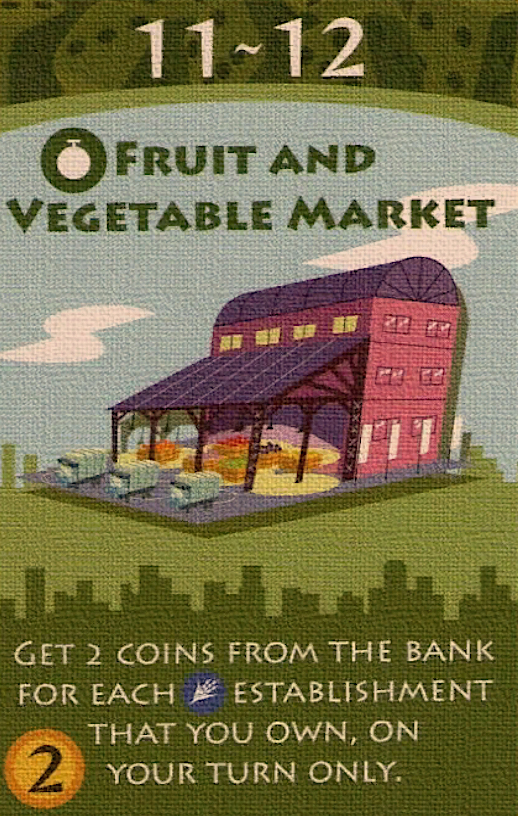 11~12
FRUIT AND
VEGETABLE MARKET
GET 2 COINS FROM THE BANK
FOR EACH ESTABLISHMENT
THAT YOU OWN, ON
2 YOUR TURN ONLY.